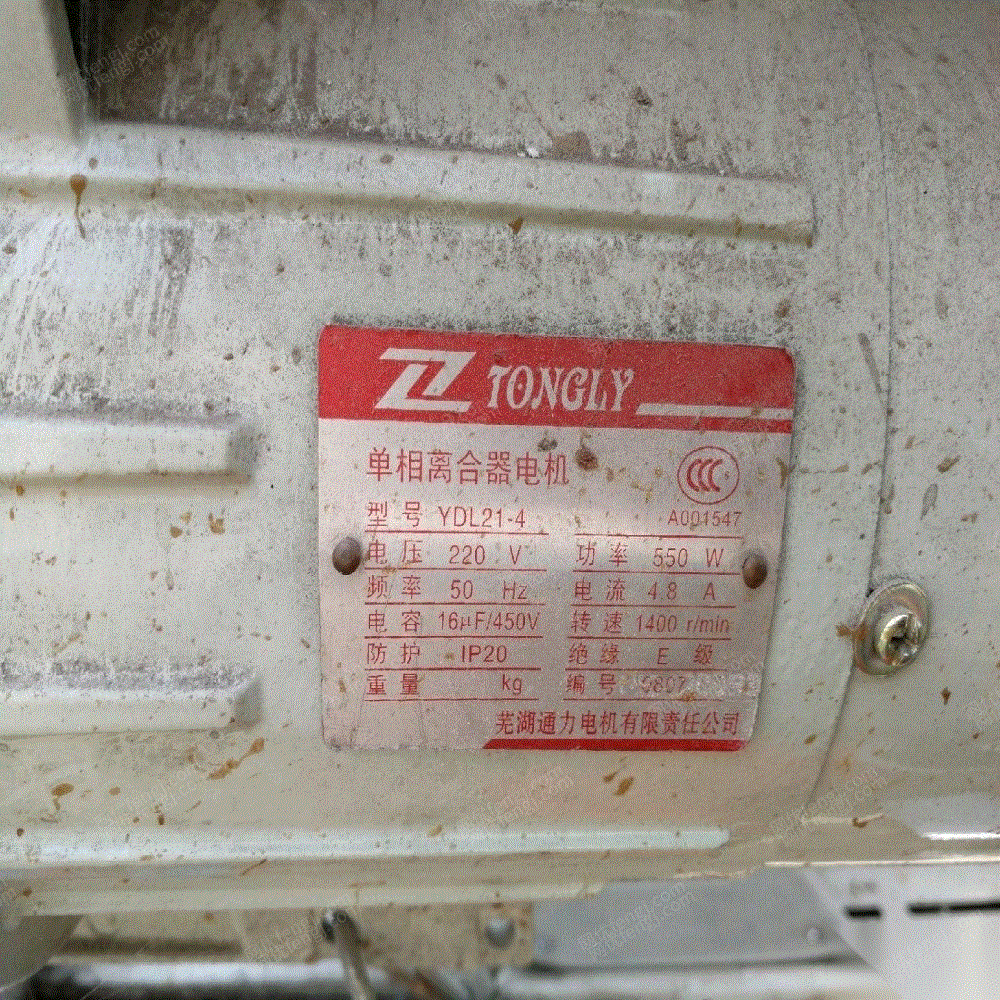 TONGLY
单相离合器电机
CCC
型号 YDL21-4 A001547
电压 220 V 功率 550 W
频率 50 Hz 电流 4.8 A
电容 16μF/450V 转速 1400 r/min
防护 IP20 绝缘 E 级
重量 kg 编号
芜湖通力电机有限责任公司